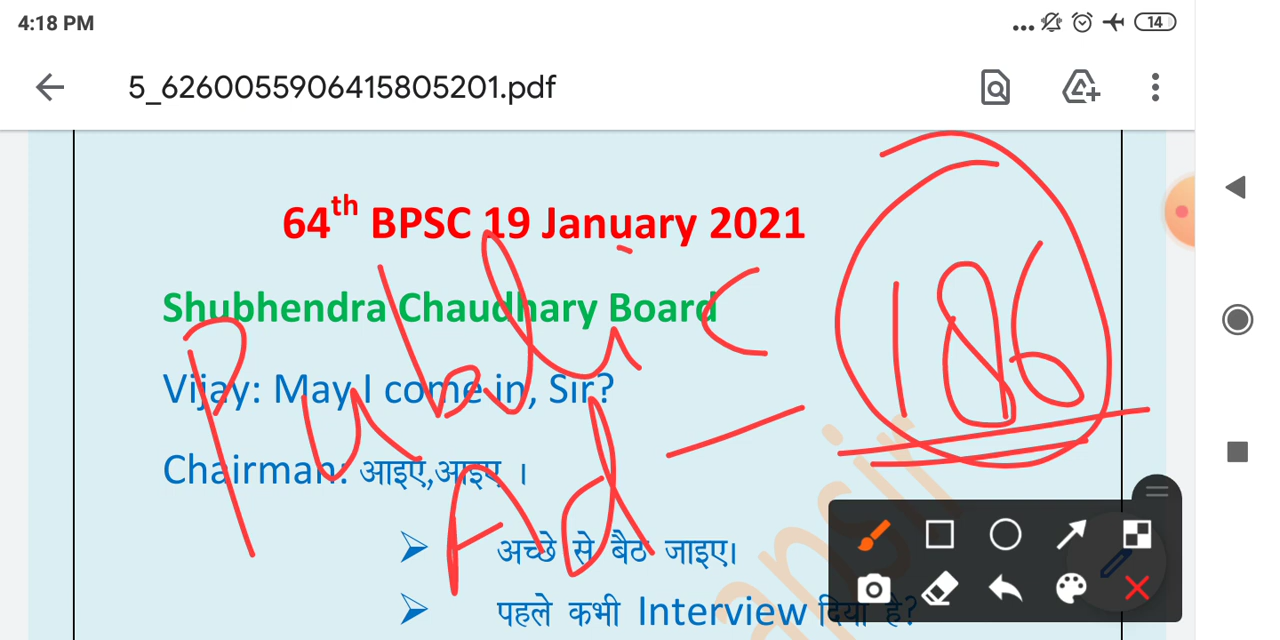 4:18 PM
14
5_6260055906415805201.pdf
64th BPSC 19 January 2021
Shubhendra Chaudhary Board
Vijay: May I come in, Sir?
Chairman: आइए,आइए ।
अच्छे से बैठ जाइए।
पहले कभी Interview दिया है?
Public
Ad - 186